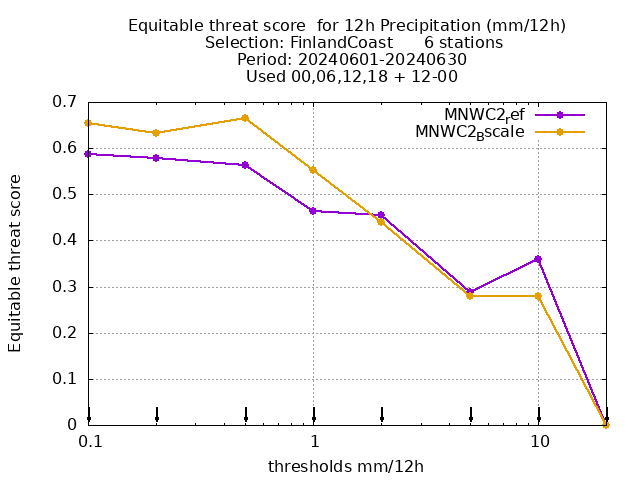 Equitable threat score  for 12h Precipitation (mm/12h)
Selection: FinlandCoast      6 stations
Period: 20240601-20240630
Used 00,06,12,18 + 12-00
MNWC2ref
MNWC2Bscale
0.7
0.6
0.5
0.4
0.3
0.2
0.1
0
Equitable threat score
0.1 1 10
thresholds mm/12h